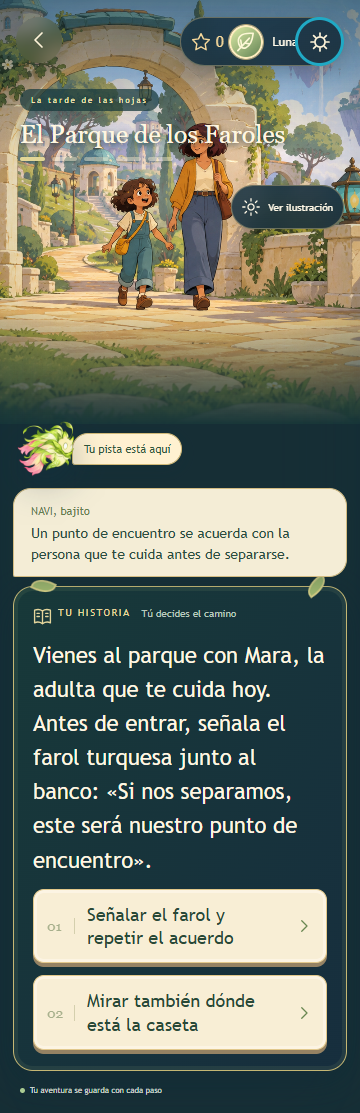 0
Luna
La tarde de las hojas
El Parque de los Faroles
Ver ilustración
Tu pista está aquí
NAVI, bajito
Un punto de encuentro se acuerda con la
persona que te cuida antes de separarse.
TU HISTORIA Tú decides el camino
Vienes al parque con Mara, la
adulta que te cuida hoy.
Antes de entrar, señala el
farol turquesa junto al
banco: «Si nos separamos,
este será nuestro punto de
encuentro».
01 Señalar el farol y
repetir el acuerdo
02 Mirar también dónde
está la caseta
Tu aventura se guarda con cada paso